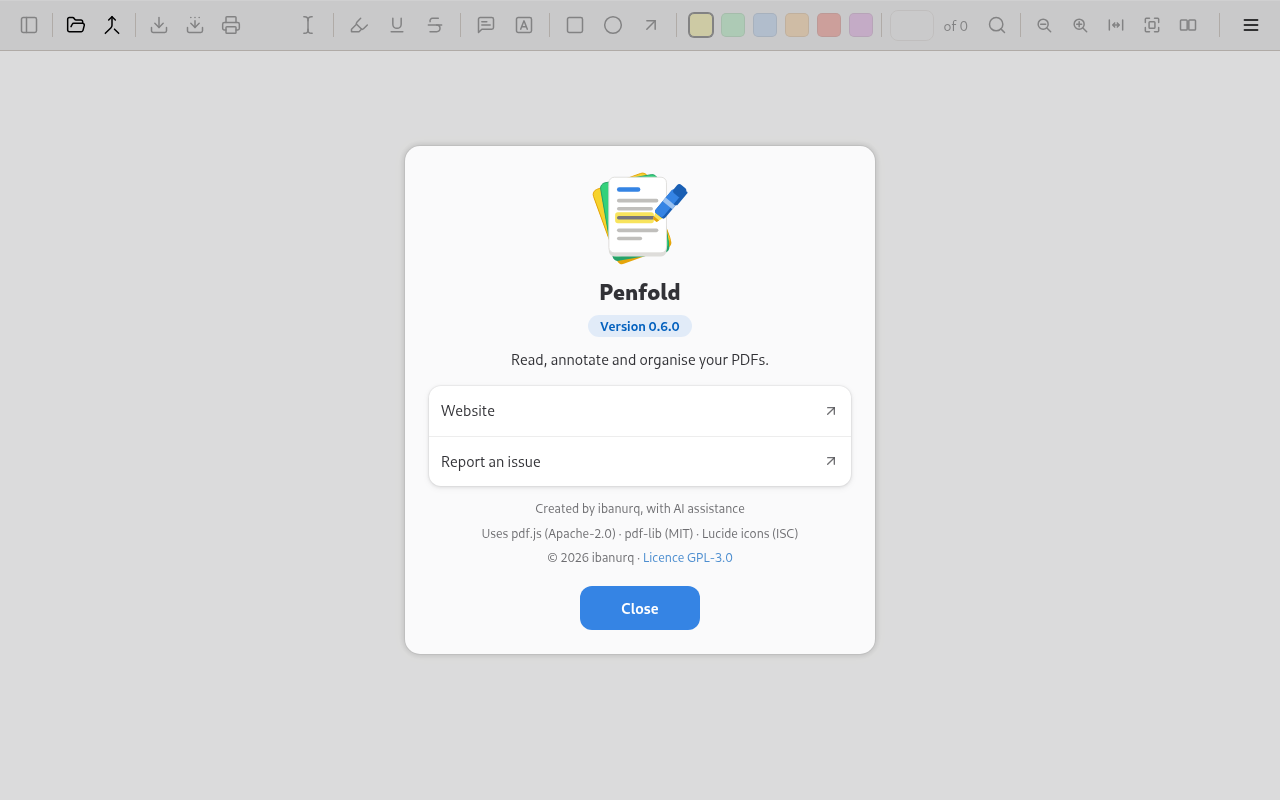 of 0
Penfold
Version 0.6.0
Read, annotate and organise your PDFs.
Website
Report an issue
Created by ibanurq, with AI assistance
Uses pdf.js (Apache-2.0) · pdf-lib (MIT) · Lucide icons (ISC)
© 2026 ibanurq · Licence GPL-3.0
Close